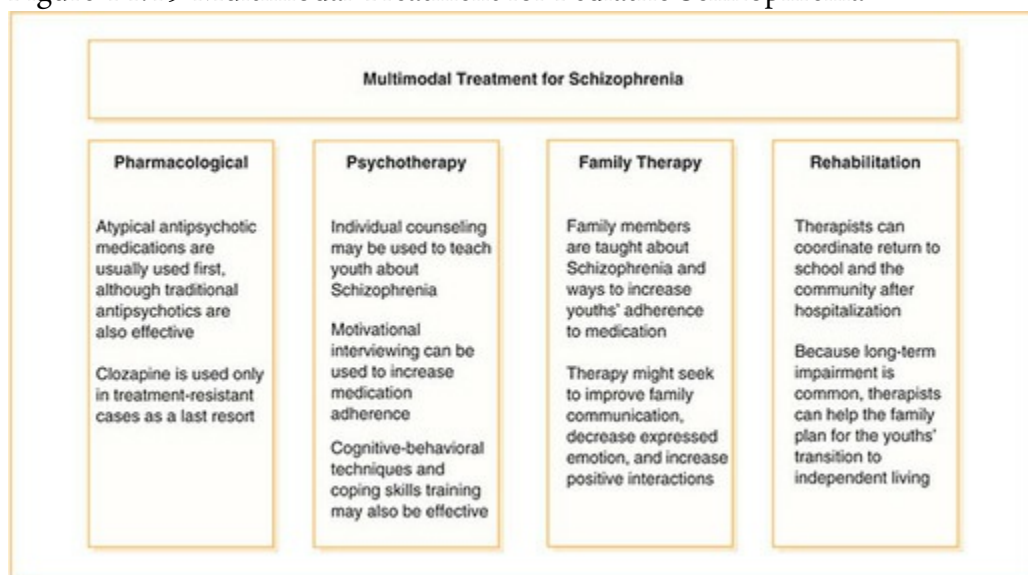 Figure Multimodal Treatment for Pediatric Schizophrenia
Multimodal Treatment for Schizophrenia
Pharmacological
Atypical antipsychotic
medications are
usually used first,
although traditional
antipsychotics are
also effective
Clozapine is used only
in treatment-resistant
cases as a last resort
Psychotherapy
Individual counseling
may be used to teach
youth about
Schizophrenia
Motivational
interviewing can be
used to increase
medication
adherence
Cognitive-behavioral
techniques and
coping skills training
may also be effective
Family Therapy
Family members
are taught about
Schizophrenia and
ways to increase
youths' adherence
to medication
Therapy might seek
to improve family
communication,
decrease expressed
emotion, and increase
positive interactions
Rehabilitation
Therapists can
coordinate return to
school and the
community after
hospitalization
Because long-term
impairment is
common, therapists
can help the family
plan for the youths'
transition to
independent living